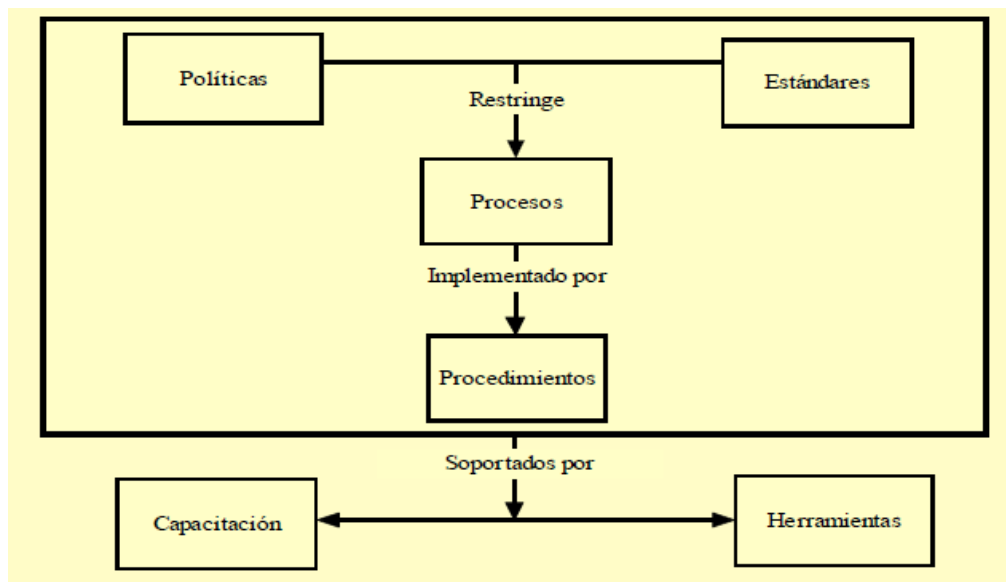 Políticas
Estándares
Restringe
Procesos
Implementado por
Procedimientos
Soportados por
Capacitación
Herramientas